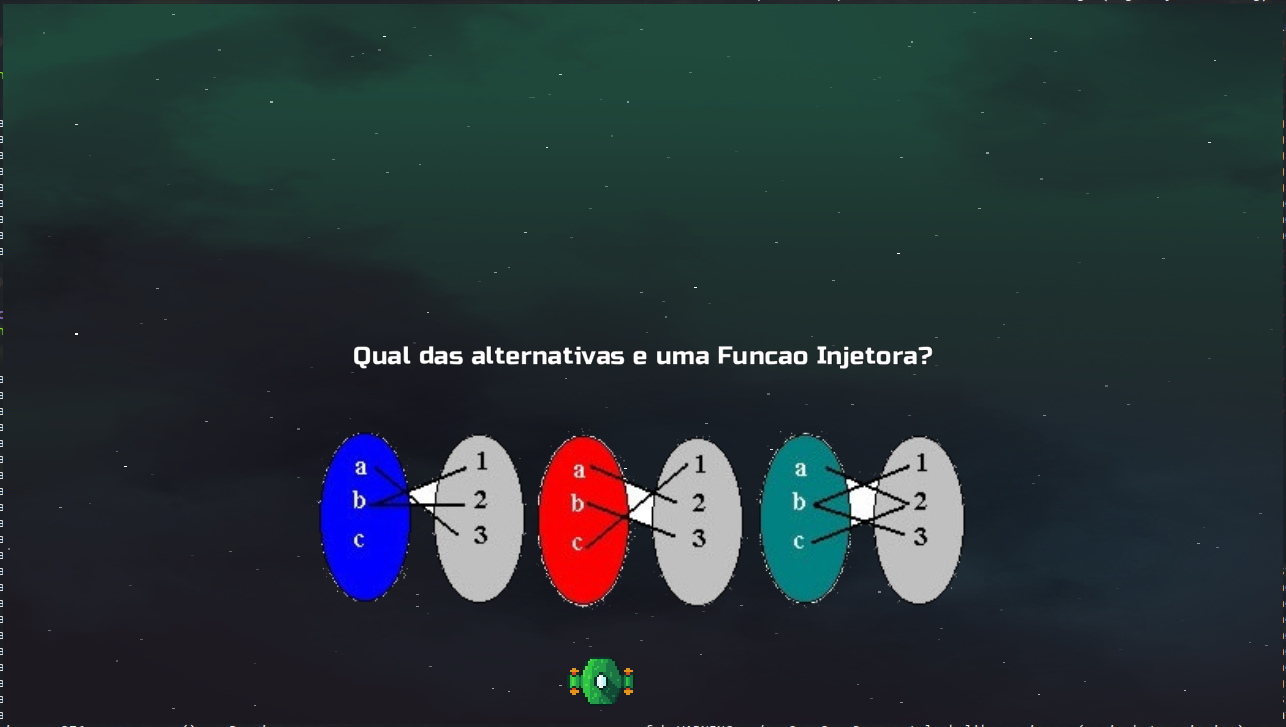 Qual das alternativas e uma Funcao Injetora?
a 1 a 1 a 1
b 2 b 2 b 2
c 3 c 3 c 3